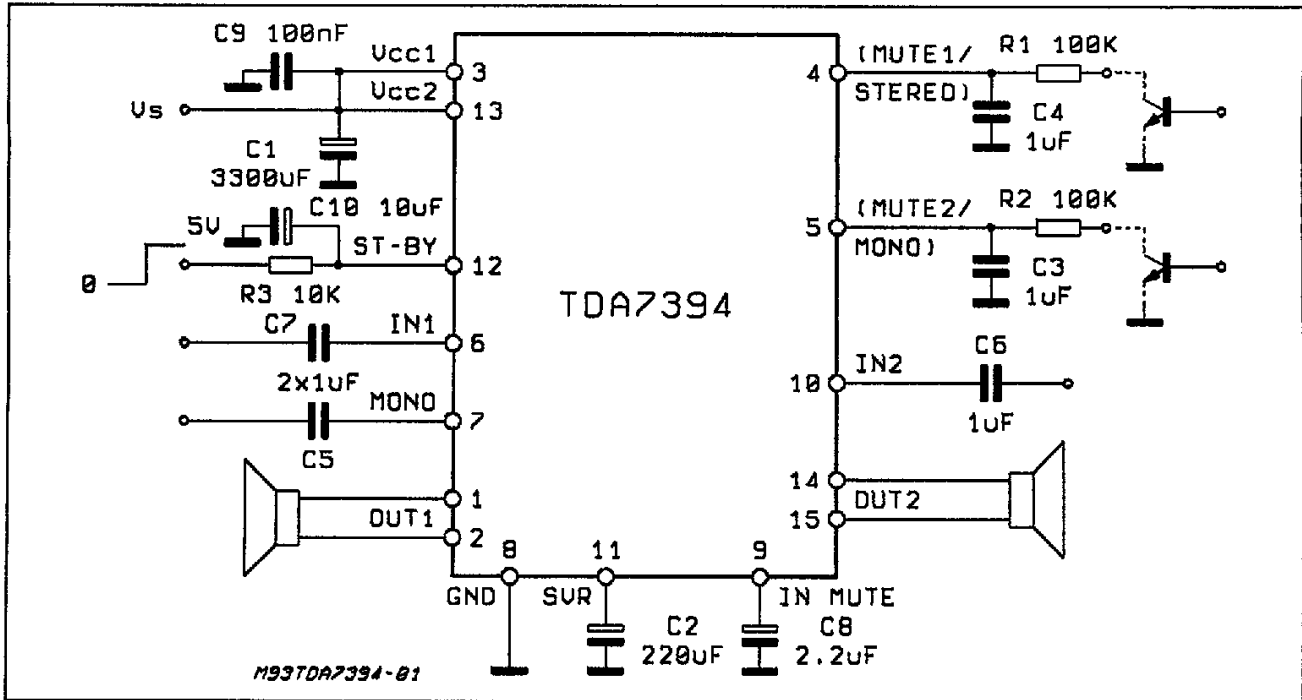 C9 100nF
Vcc1
3
Vcc2
13
Vs
C1
3300uF
C10 10uF
5V
ST-BY
12
0
R3 10K
C7
IN1
6
2x1uF
MONO
7
C5
1
OUT1
2
TDA7394
4
(MUTE1/
STEREO)
R1 100K
C4
1uF
5
(MUTE2/
MONO)
R2 100K
C3
1uF
10
IN2
C6
1uF
14
OUT2
15
8
11
9
GND
SVR
IN MUTE
C2
220uF
C8
2.2uF
M93TDA7394-01